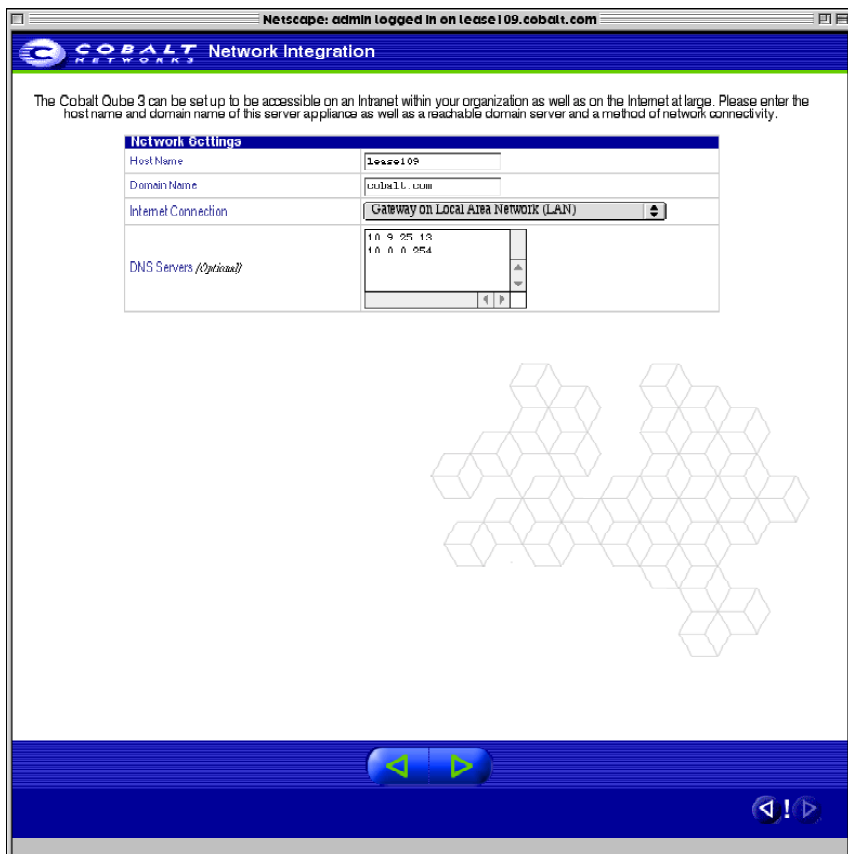 Netscape: admin logged in on lease109.cobalt.com
COBALT NETWORKS Network Integration
The Cobalt Qube 3 can be set up to be accessible on an Intranet within your organization as well as on the Internet at large. Please enter the
host name and domain name of this server appliance as well as a reachable domain server and a method of network connectivity.
Network Settings
Host Name lease109
Domain Name cobalt.com
Internet Connection Gateway on Local Area Network (LAN)
DNS Servers (Optional) 10.9.25.13
10.0.0.254
!